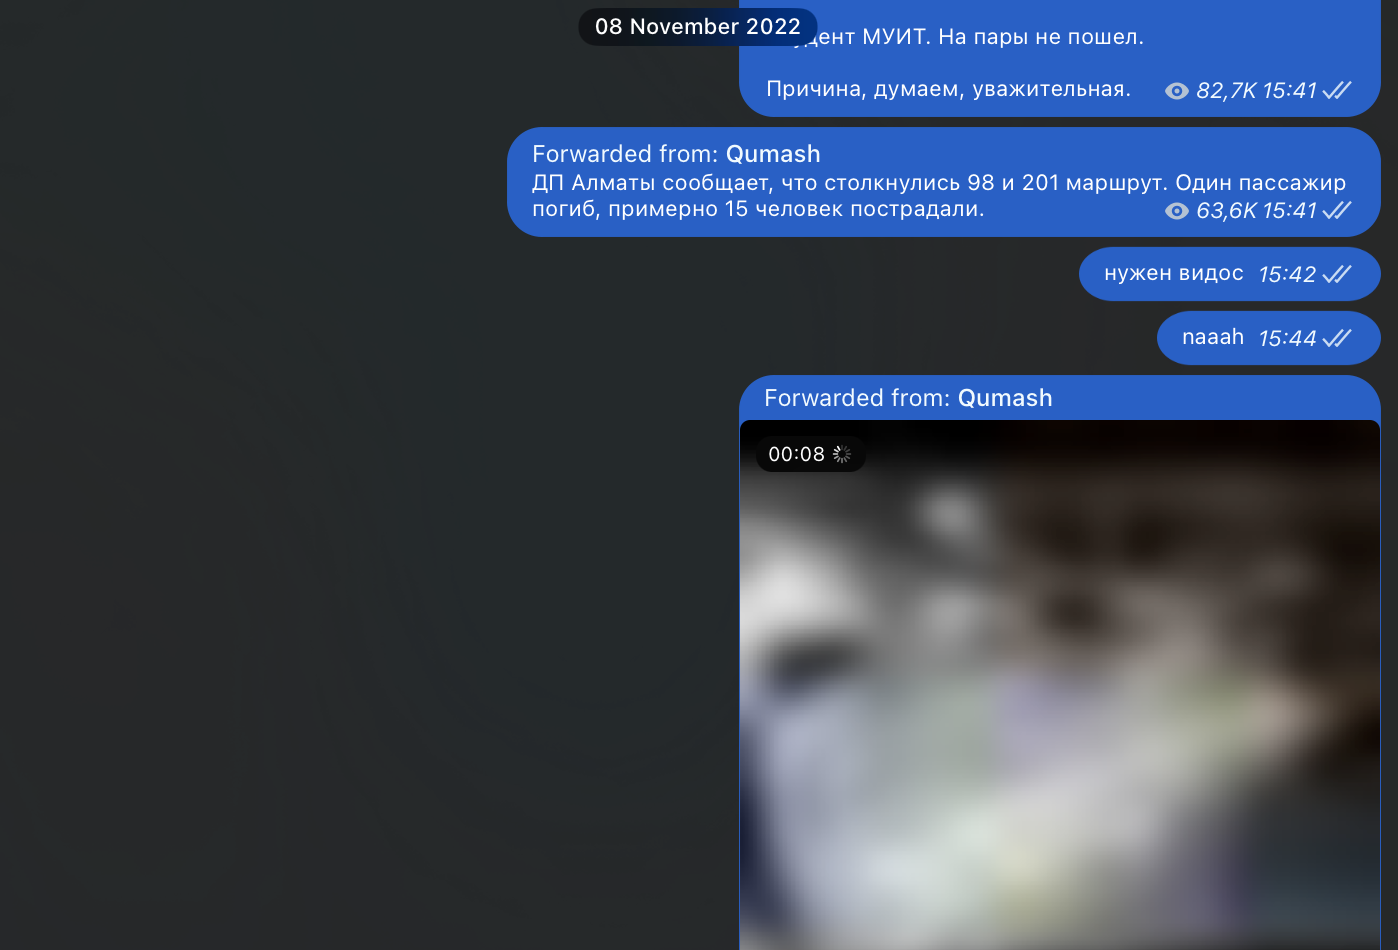 08 November 2022
МУИТ. На пары не пошел.
Причина, думаем, уважительная. 82,7K 15:41
Forwarded from: Qumash
ДП Алматы сообщает, что столкнулись 98 и 201 маршрут. Один пассажир
погиб, примерно 15 человек пострадали. 63,6K 15:41
нужен видос 15:42
naaah 15:44
Forwarded from: Qumash
00:08